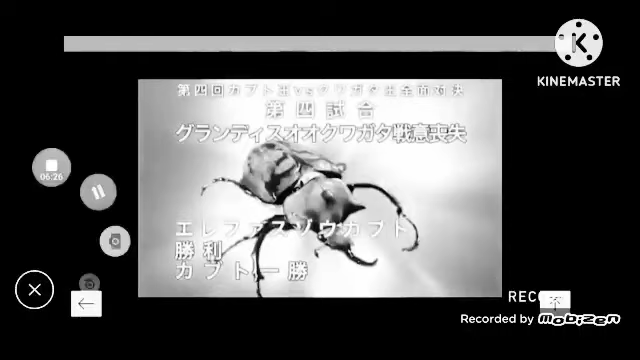 KINEMASTER
第四回カブト王vsクワガタ王全面対決
第四試合
グランディスオオクワガタ戦意喪失
06:26
エレファスゾウカブト
勝利
カブト一勝
Recorded by mobizen